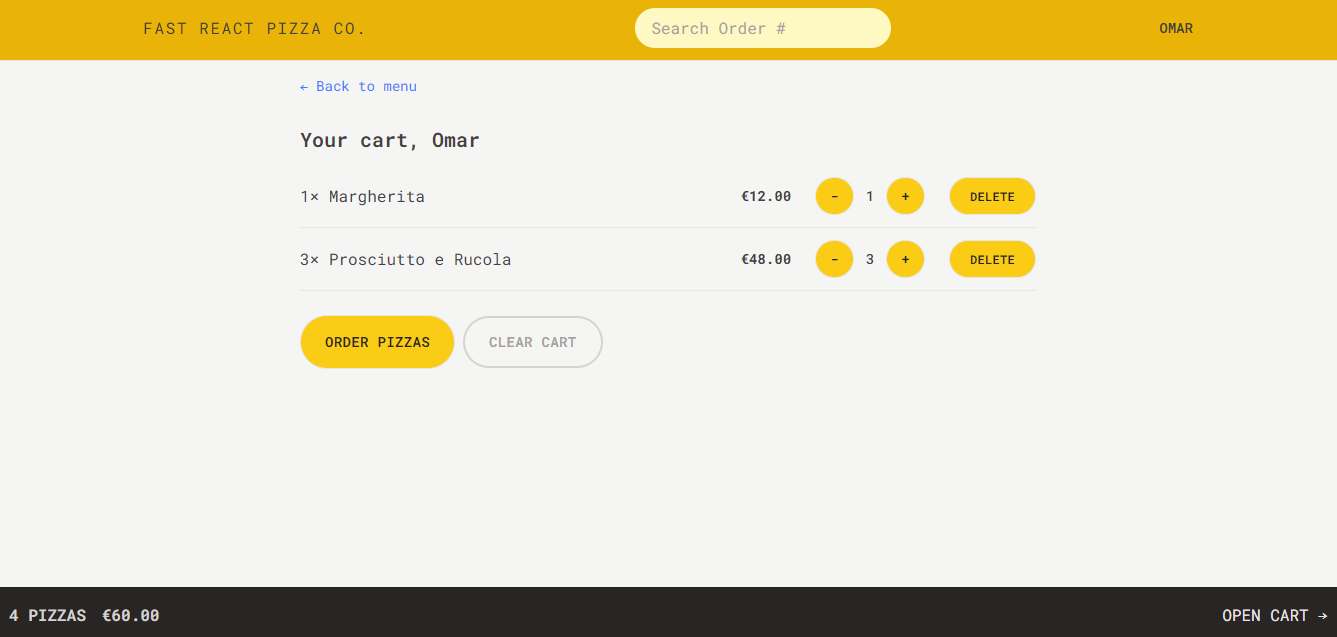 FAST REACT PIZZA CO. Search Order # OMAR
← Back to menu
Your cart, Omar
1× Margherita €12.00 - 1 + DELETE
3× Prosciutto e Rucola €48.00 - 3 + DELETE
ORDER PIZZAS CLEAR CART
4 PIZZAS €60.00 OPEN CART →